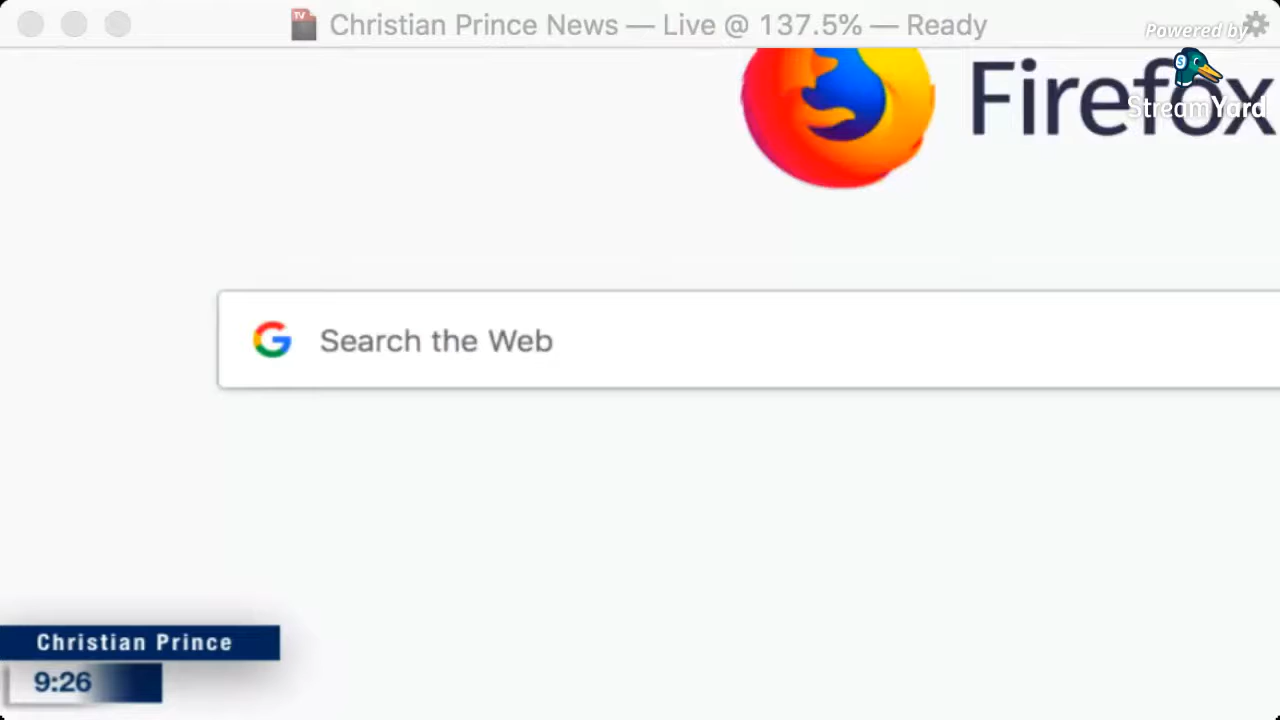 Christian Prince News — Live @ 137.5% — Ready
Powered by
StreamYard
Firefox
Search the Web
Christian Prince
9:26